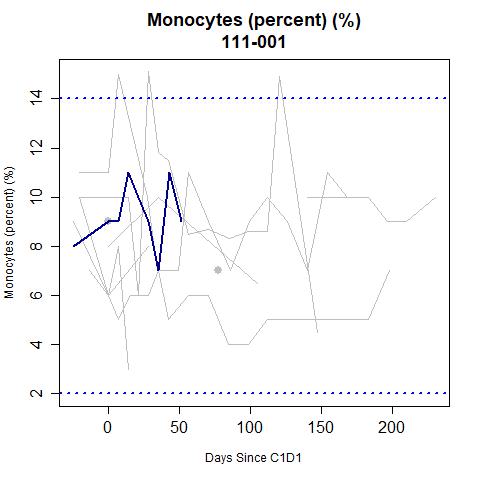 Monocytes (percent) (%)
111-001
Monocytes (percent) (%)
14
12
10
8
6
4
2
0 50 100 150 200
Days Since C1D1